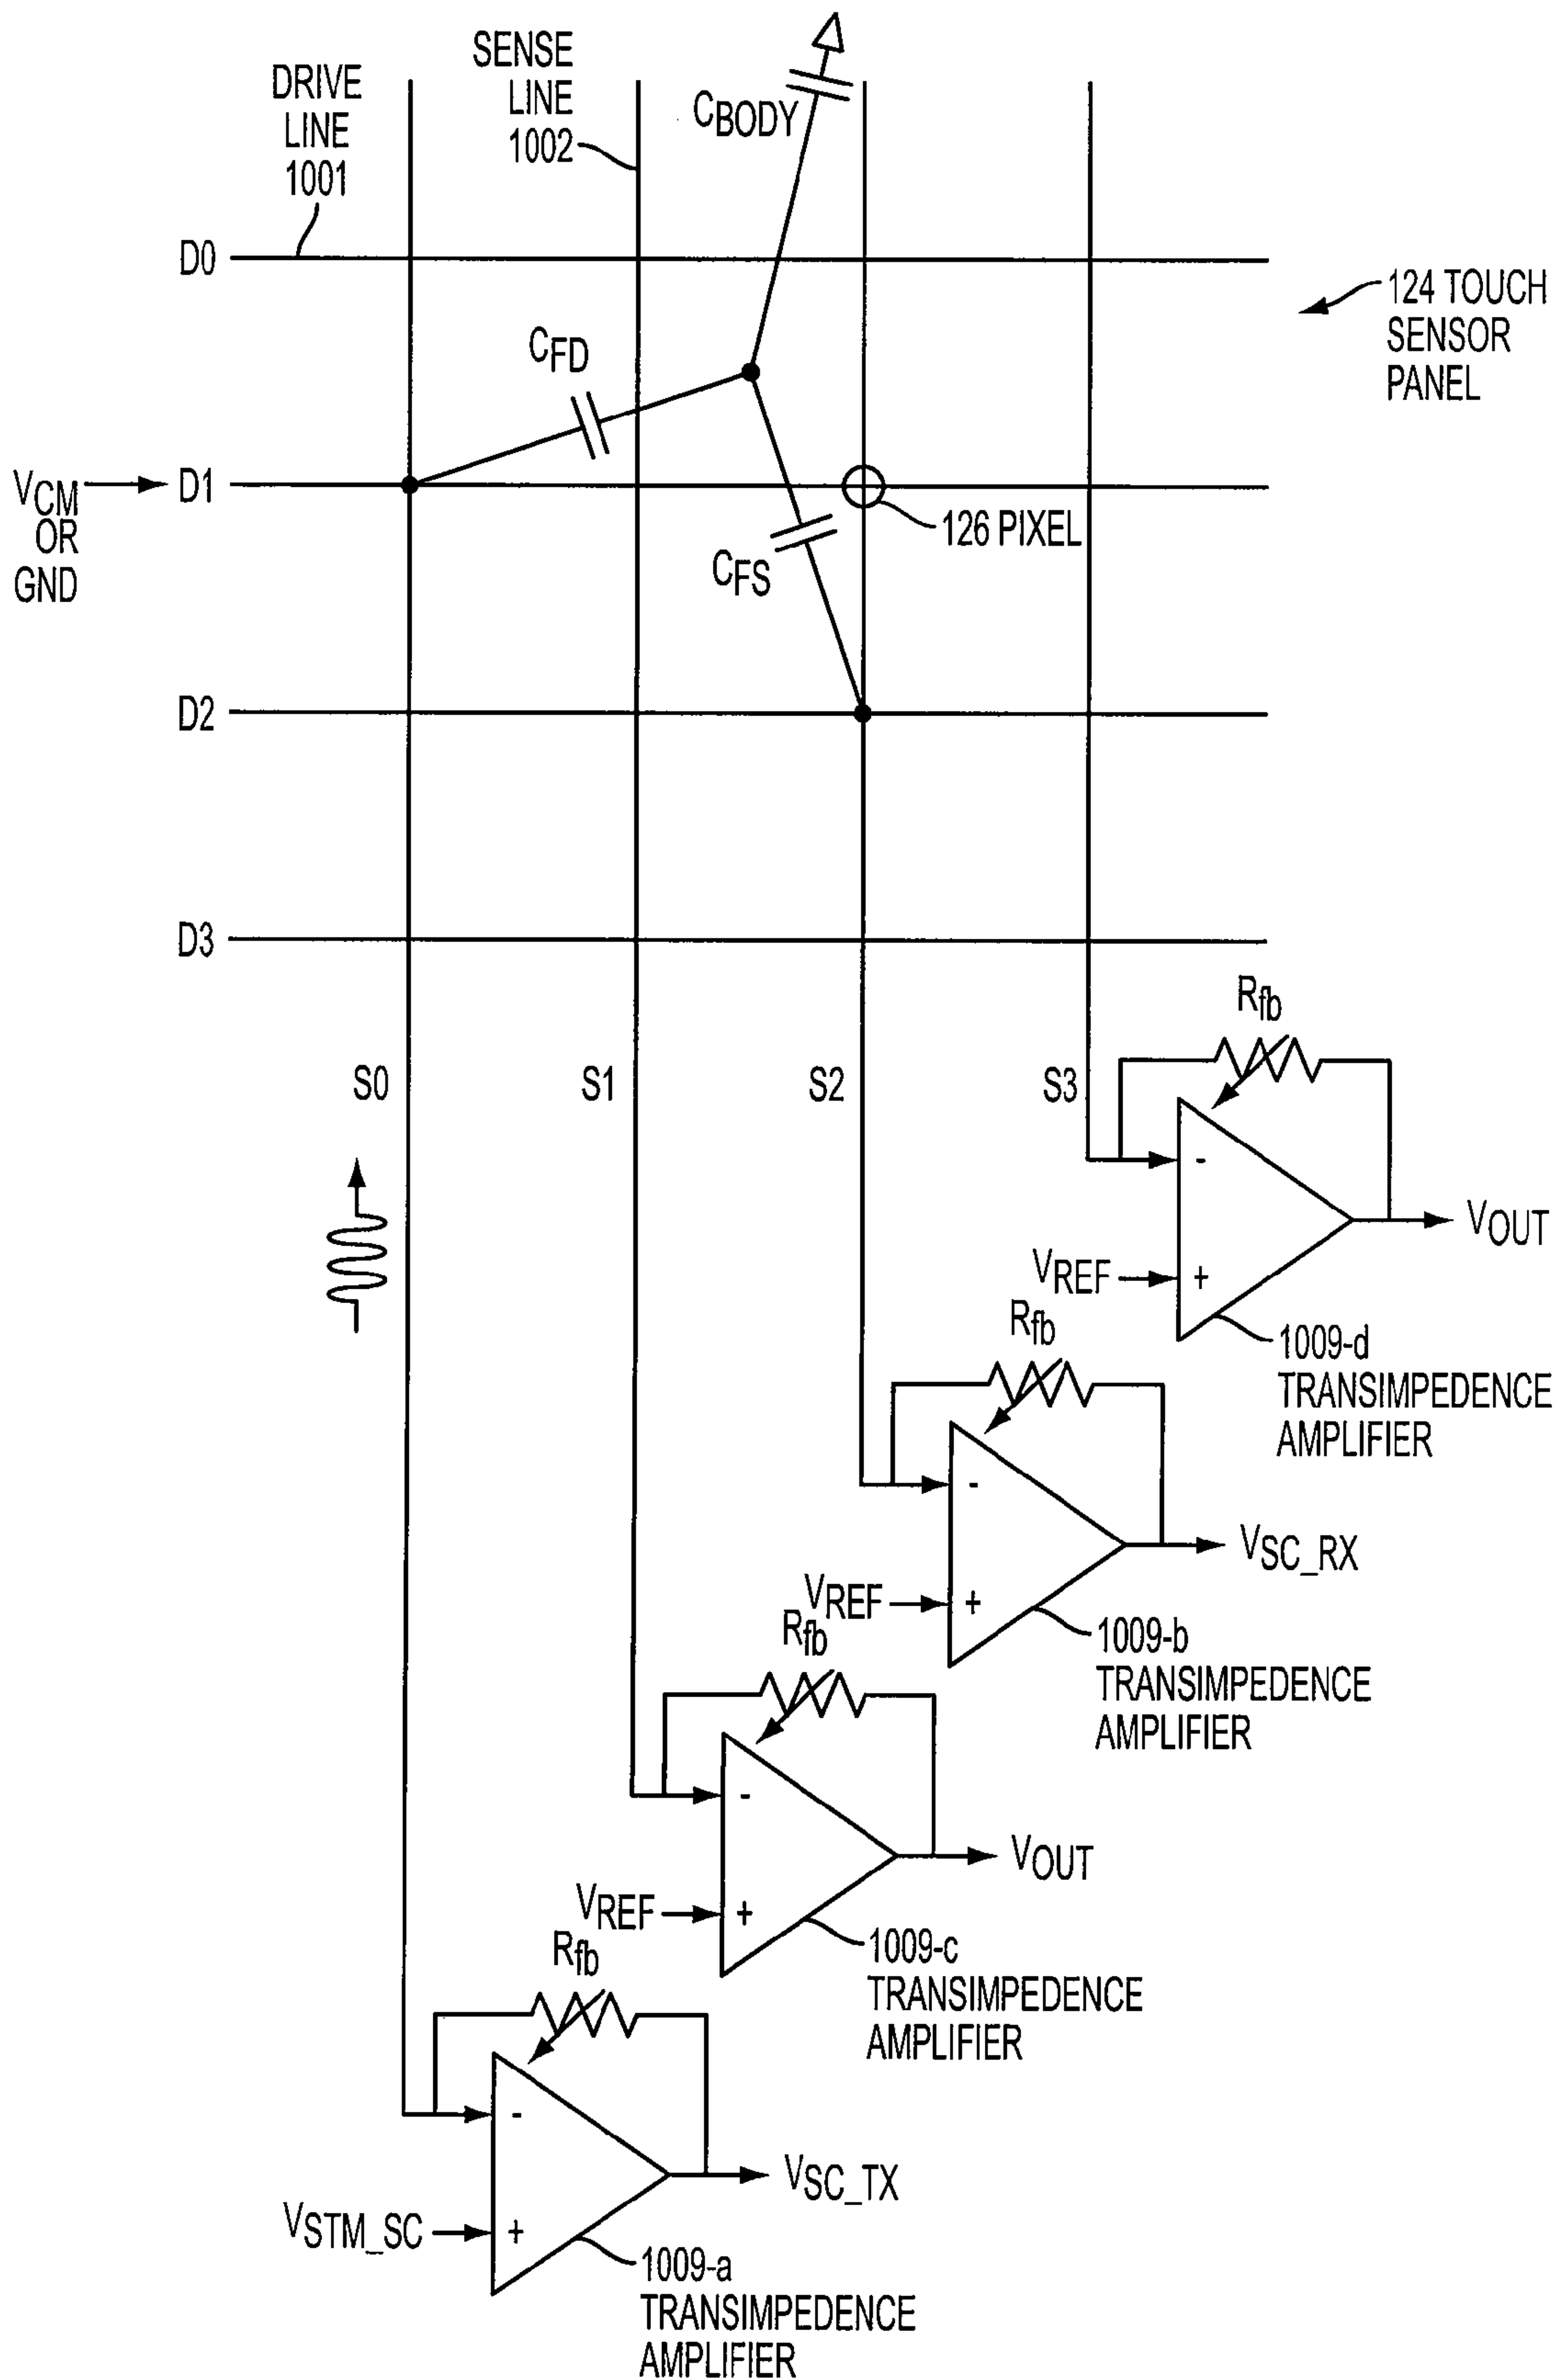 DRIVE
LINE
1001
SENSE
LINE
1002
CBODY
D0
124 TOUCH
SENSOR
PANEL
CFD
VCM
OR
GND
D1
126 PIXEL
CFS
D2
D3
S0
S1
S2
S3
Rfb
-
+
VREF
VOUT
1009-d
TRANSIMPEDENCE
AMPLIFIER
Rfb
-
+
VREF
VSC_RX
1009-b
TRANSIMPEDENCE
AMPLIFIER
Rfb
-
+
VREF
VOUT
1009-c
TRANSIMPEDENCE
AMPLIFIER
Rfb
-
+
VSTM_SC
VSC_TX
1009-a
TRANSIMPEDENCE
AMPLIFIER